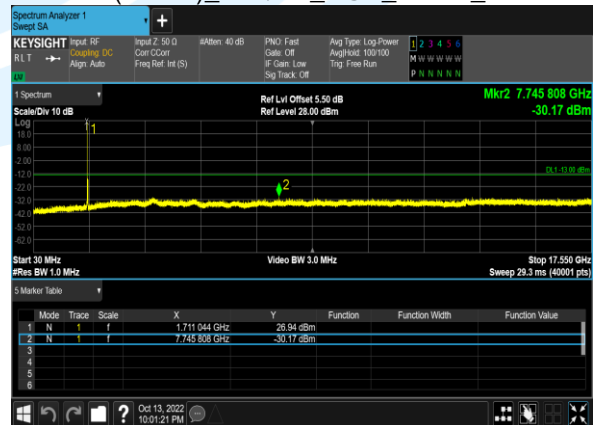 Spectrum Analyzer 1
Swept SA
+
KEYSIGHT Input: RF Input Z: 50 Ω #Atten: 40 dB PNO: Fast Avg Type: Log-Power 1 2 3 4 5 6
RLT Coupling: DC Corr CCorr Gate: Off Avg|Hold: 100/100 M W W W W W
Align: Auto Freq Ref: Int (S) IF Gain: Low Trig: Free Run P N N N N N
Sig Track: Off
LXI
1 Spectrum Ref Lvl Offset 5.50 dB Mkr2 7.745 808 GHz
Scale/Div 10 dB Ref Level 28.00 dBm -30.17 dBm
Log
1
18.0
8.00
-2.00
-12.0 DL1 -13.00 dBm
-22.0 2
-32.0
-42.0
-52.0
-62.0
Start 30 MHz Video BW 3.0 MHz Stop 17.550 GHz
#Res BW 1.0 MHz Sweep 29.3 ms (40001 pts)
5 Marker Table
Mode Trace Scale X Y Function Function Width Function Value
1 N 1 f 1.711 044 GHz 26.94 dBm
2 N 1 f 7.745 808 GHz -30.17 dBm
3
4
5
6
? Oct 13, 2022
10:01:21 PM